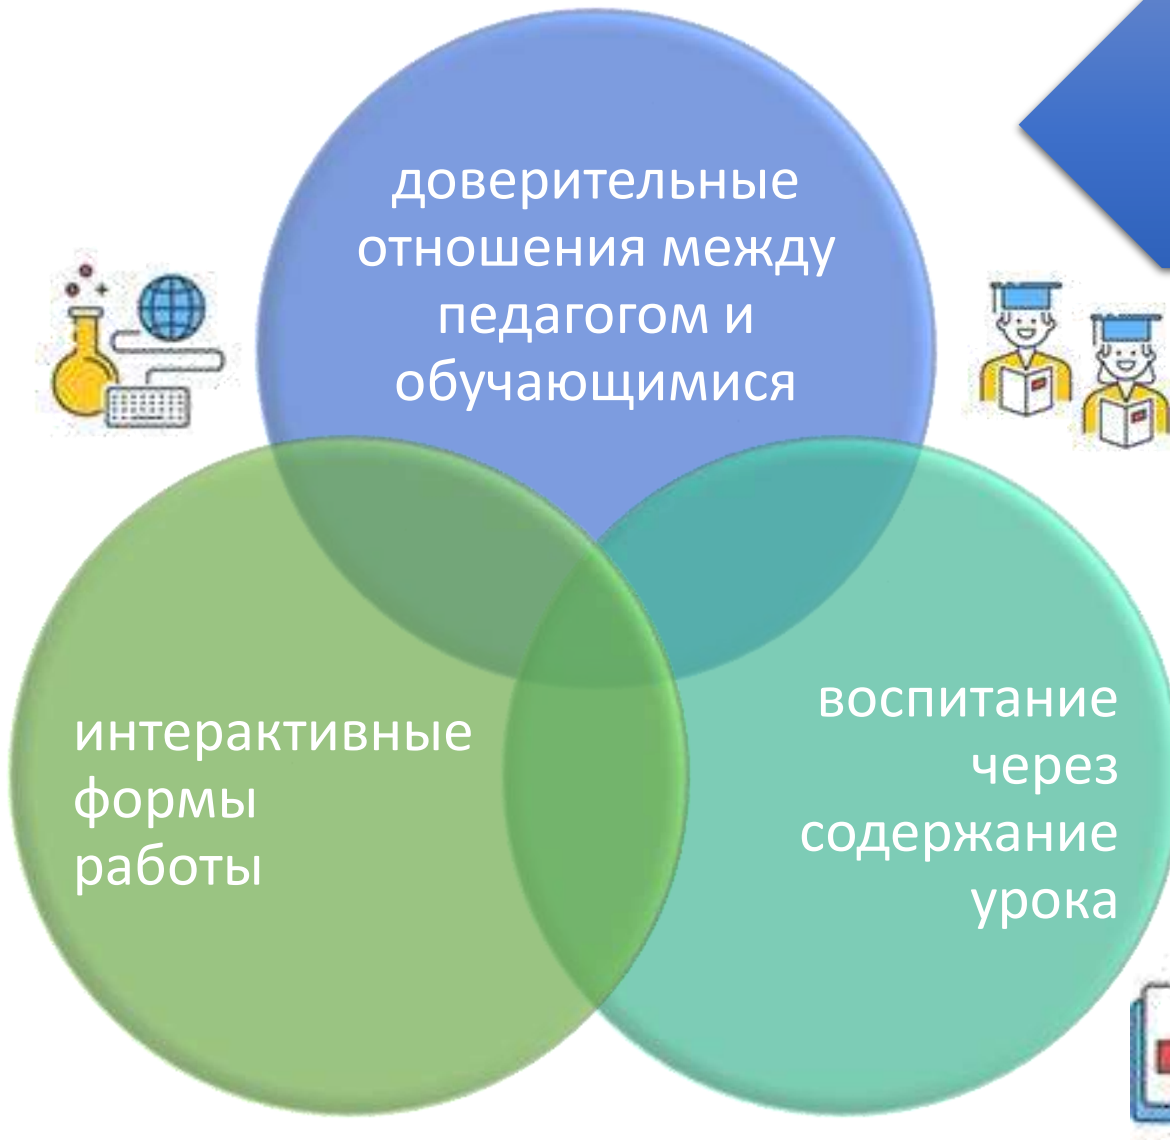 доверительные
отношения между
педагогом и
обучающимися
интерактивные
формы
работы
воспитание
через
содержание
урока